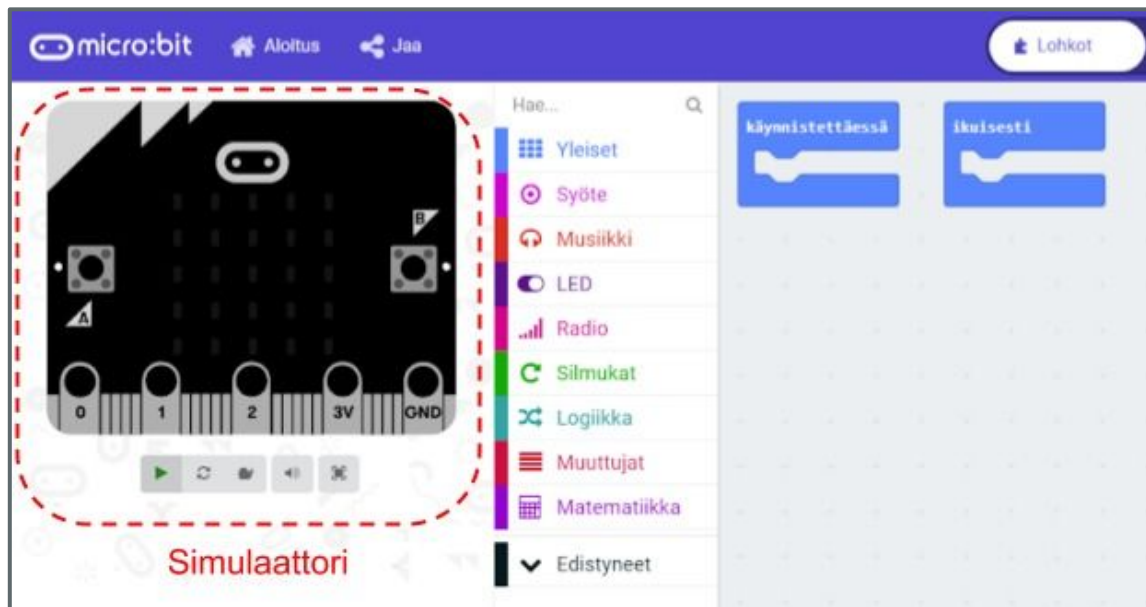 micro:bit Aloitus Jaa Lohkot
Hae...
Yleiset
Syöte
Musiikki
LED
Radio
Silmukat
Logiikka
Muuttujat
Matematiikka
Edistyneet
käynnistettäessä
ikuisesti
B
A
0 1 2 3V GND
Simulaattori